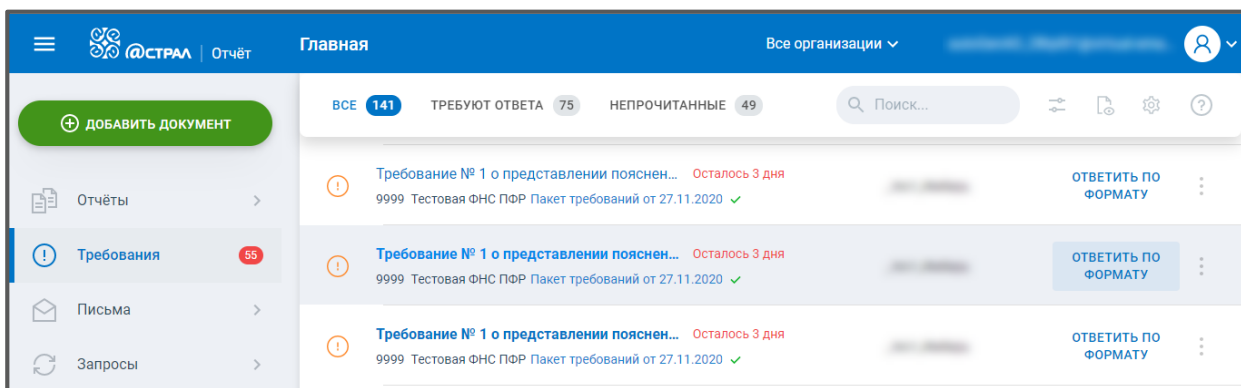 @СТРАЛ | Отчёт
Главная
Все организации
ДОБАВИТЬ ДОКУМЕНТ
ВСЕ 141 ТРЕБУЮТ ОТВЕТА 75 НЕПРОЧИТАННЫЕ 49
Поиск...
Отчёты
Требования 55
Письма
Запросы
Требование № 1 о представлении пояснен... Осталось 3 дня
9999 Тестовая ФНС ПФР Пакет требований от 27.11.2020
ОТВЕТИТЬ ПО
ФОРМАТУ
Требование № 1 о представлении пояснен... Осталось 3 дня
9999 Тестовая ФНС ПФР Пакет требований от 27.11.2020
ОТВЕТИТЬ ПО
ФОРМАТУ
Требование № 1 о представлении пояснен... Осталось 3 дня
9999 Тестовая ФНС ПФР Пакет требований от 27.11.2020
ОТВЕТИТЬ ПО
ФОРМАТУ